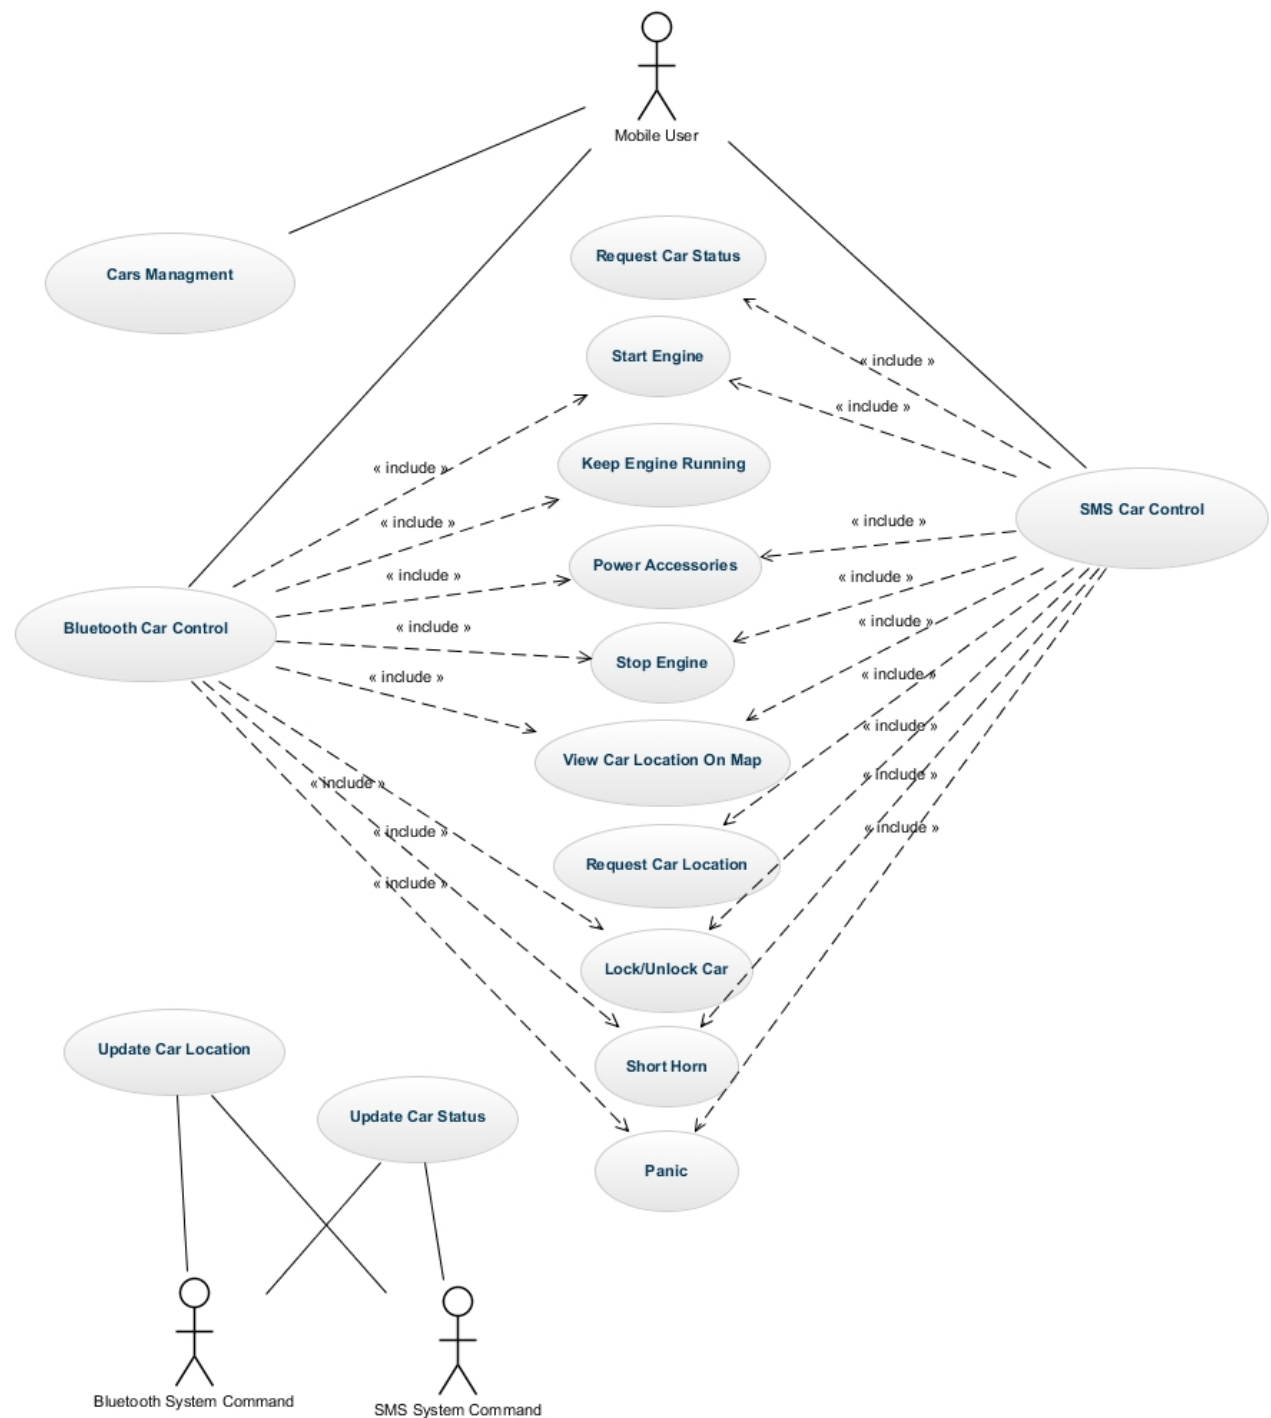 Mobile User
Cars Managment
Request Car Status
Start Engine
« include »
« include »
Keep Engine Running
« include »
« include »
SMS Car Control
Power Accessories
« include »
« include »
« include »
Bluetooth Car Control
« include »
« include »
Stop Engine
« include »
« include »
View Car Location On Map
« include »
« include »
« include »
« include »
« include »
Request Car Location
« include »
Lock/Unlock Car
Short Horn
Update Car Location
Update Car Status
Panic
Bluetooth System Command
SMS System Command